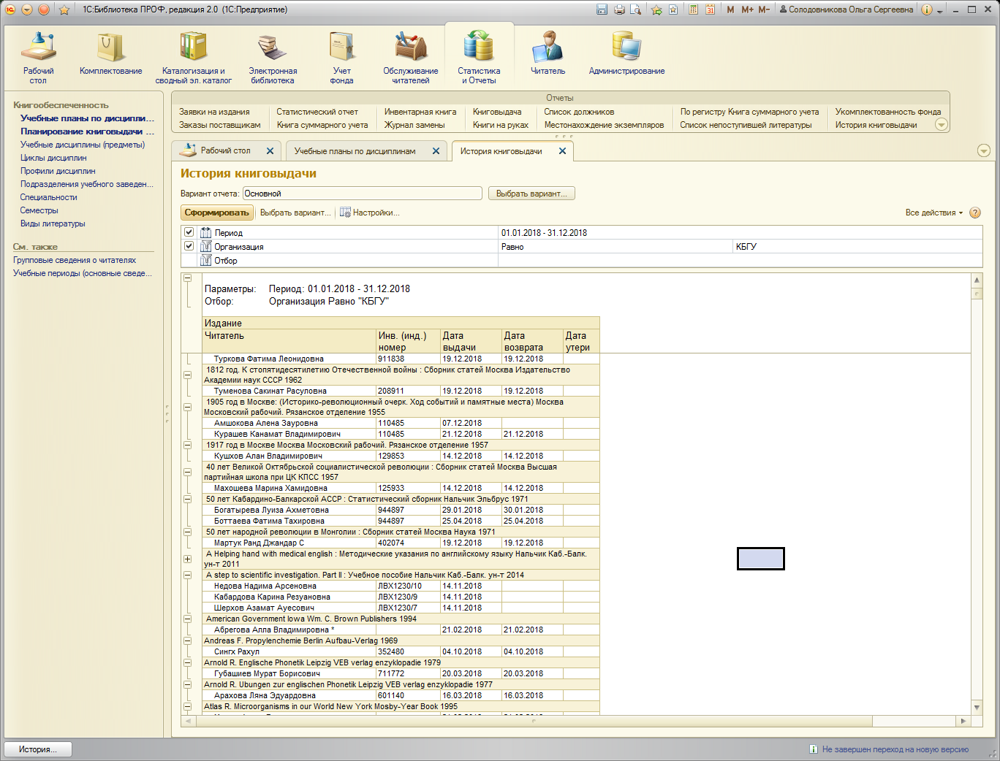 1С:Библиотека ПРОФ, редакция 2.0 (1С:Предприятие)
M M+ M- Солодовникова Ольга Сергеевна
Рабочий стол
Комплектование
Каталогизация и сводный эл. каталог
Электронная библиотека
Учет фонда
Обслуживание читателей
Статистика и Отчеты
Читатель
Администрирование
Книгообеспеченность
Учебные планы по дисципли...
Планирование книговыдачи ...
Учебные дисциплины (предметы)
Циклы дисциплин
Профили дисциплин
Подразделения учебного заведен...
Специальности
Семестры
Виды литературы
См. также
Групповые сведения о читателях
Учебные периоды (основные сведе...
Отчеты
Заявки на издания Статистический отчет Инвентарная книга Книговыдача Список должников По регистру Книга суммарного учета Укомплектованность фонда
Заказы поставщикам Книга суммарного учета Журнал замены Книги на руках Местонахождение экземпляров Список непоступившей литературы История книговыдачи
Рабочий стол Учебные планы по дисциплинам История книговыдачи
История книговыдачи
Вариант отчета: Основной Выбрать вариант...
Сформировать Выбрать вариант... Настройки... Все действия
Период 01.01.2018 - 31.12.2018
Организация Равно КБГУ
Отбор
Параметры: Период: 01.01.2018 - 31.12.2018
Отбор: Организация Равно "КБГУ"
Издание
Читатель Инв. (инд.) номер Дата выдачи Дата возврата Дата утери
Туркова Фатима Леонидовна 911838 19.12.2018 19.12.2018
1812 год. К стопятидесятилетию Отечественной войны : Сборник статей Москва Издательство
Академии наук СССР 1962
Туменова Сакинат Расуловна 208911 19.12.2018 19.12.2018
1905 год в Москве: (Историко-революционный очерк. Ход событий и памятные места) Москва
Московский рабочий. Рязанское отделение 1955
Амшокова Алена Зауровна 110485 07.12.2018
Курашев Канамат Владимирович 110485 21.12.2018 21.12.2018
1917 год в Москве Москва Московский рабочий. Рязанское отделение 1957
Кушхов Алан Владимирович 129853 14.12.2018 14.12.2018
40 лет Великой Октябрьской социалистической революции : Сборник статей Москва Высшая
партийная школа при ЦК КПСС 1957
Махошева Марина Хамидовна 125933 14.12.2018 14.12.2018
50 лет Кабардино-Балкарской АССР : Статистический сборник Нальчик Эльбрус 1971
Богатырева Луиза Ахметовна 944897 29.01.2018 30.01.2018
Боттаева Фатима Тахировна 944897 25.04.2018 25.04.2018
50 лет народной революции в Монголии : Сборник статей Москва Наука 1971
Мартук Ранд Джандар С 402074 19.12.2018 19.12.2018
A Helping hand with medical english : Методические указания по английскому языку Нальчик Каб.-Балк.
ун-т 2011
A step to scientific investigation. Part II : Учебное пособие Нальчик Каб.-Балк. ун-т 2014
Недова Надима Арсеновна ЛВХ1230/10 14.11.2018
Кабардова Карина Резуановна ЛВХ1230/9 14.11.2018
Шерхов Азамат Ауесович ЛВХ1230/7 14.11.2018
American Government Iowa Wm. C. Brown Publishers 1994
Абрегова Алла Владимировна * 21.02.2018 21.02.2018
Andreas F. Propylenchemie Berlin Aufbau-Verlag 1969
Сингх Рахул 352480 04.10.2018 04.10.2018
Arnold R. Englische Phonetik Leipzig VEB verlag enzyklopadie 1979
Губашиев Мурат Борисович 711772 20.03.2018 20.03.2018
Arnold R. Ubungen zur englischen Phonetik Leipzig VEB verlag enzyklopadie 1977
Арахова Ляна Эдуардовна 601140 16.03.2018 16.03.2018
Atlas R. Microorganisms in our World New York Mosby-Year Book 1995
История... Не завершен переход на новую версию